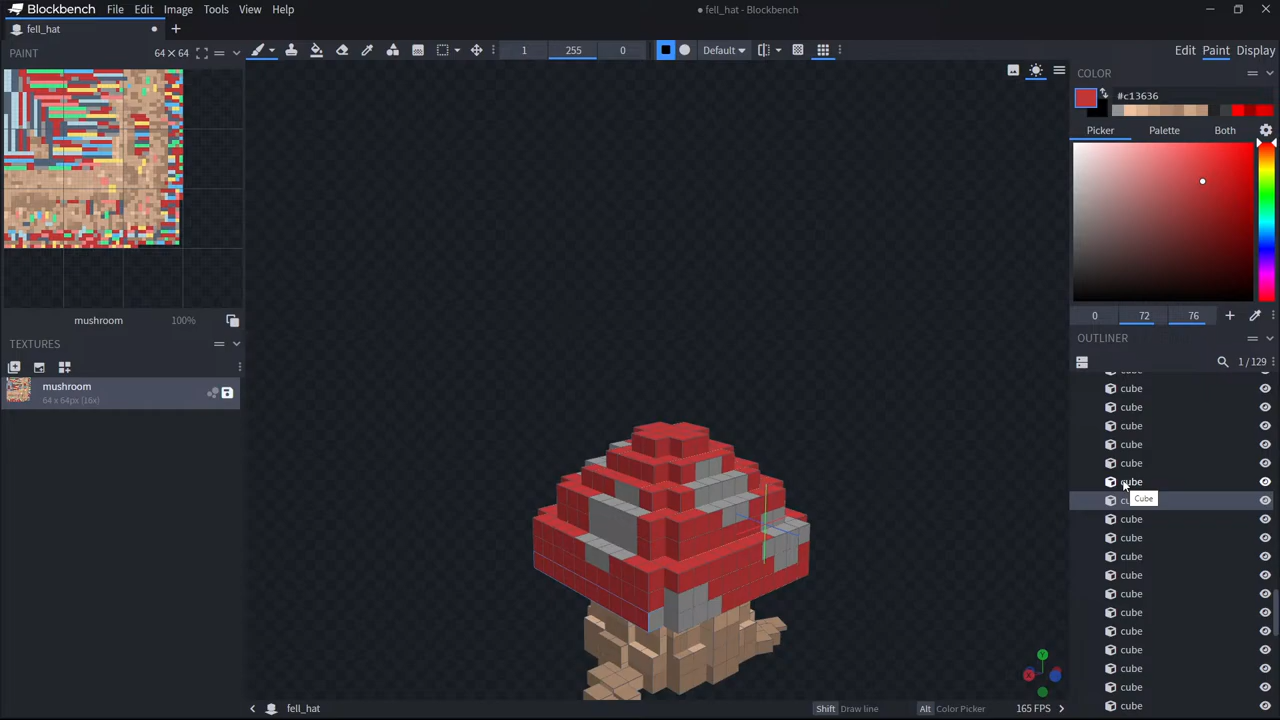 Blockbench File Edit Image Tools View Help
fell_hat - Blockbench
fell_hat
PAINT 64 × 64
1 255 0 Default
Edit Paint Display
COLOR
#c13636
Picker Palette Both
0 72 76
mushroom 100%
TEXTURES
mushroom
64 x 64px (16x)
OUTLINER
1 / 129
cube
cube
cube
cube
cube
cube
cube
Cube
cube
cube
cube
cube
cube
cube
cube
cube
cube
cube
cube
fell_hat
Shift Draw line Alt Color Picker 165 FPS